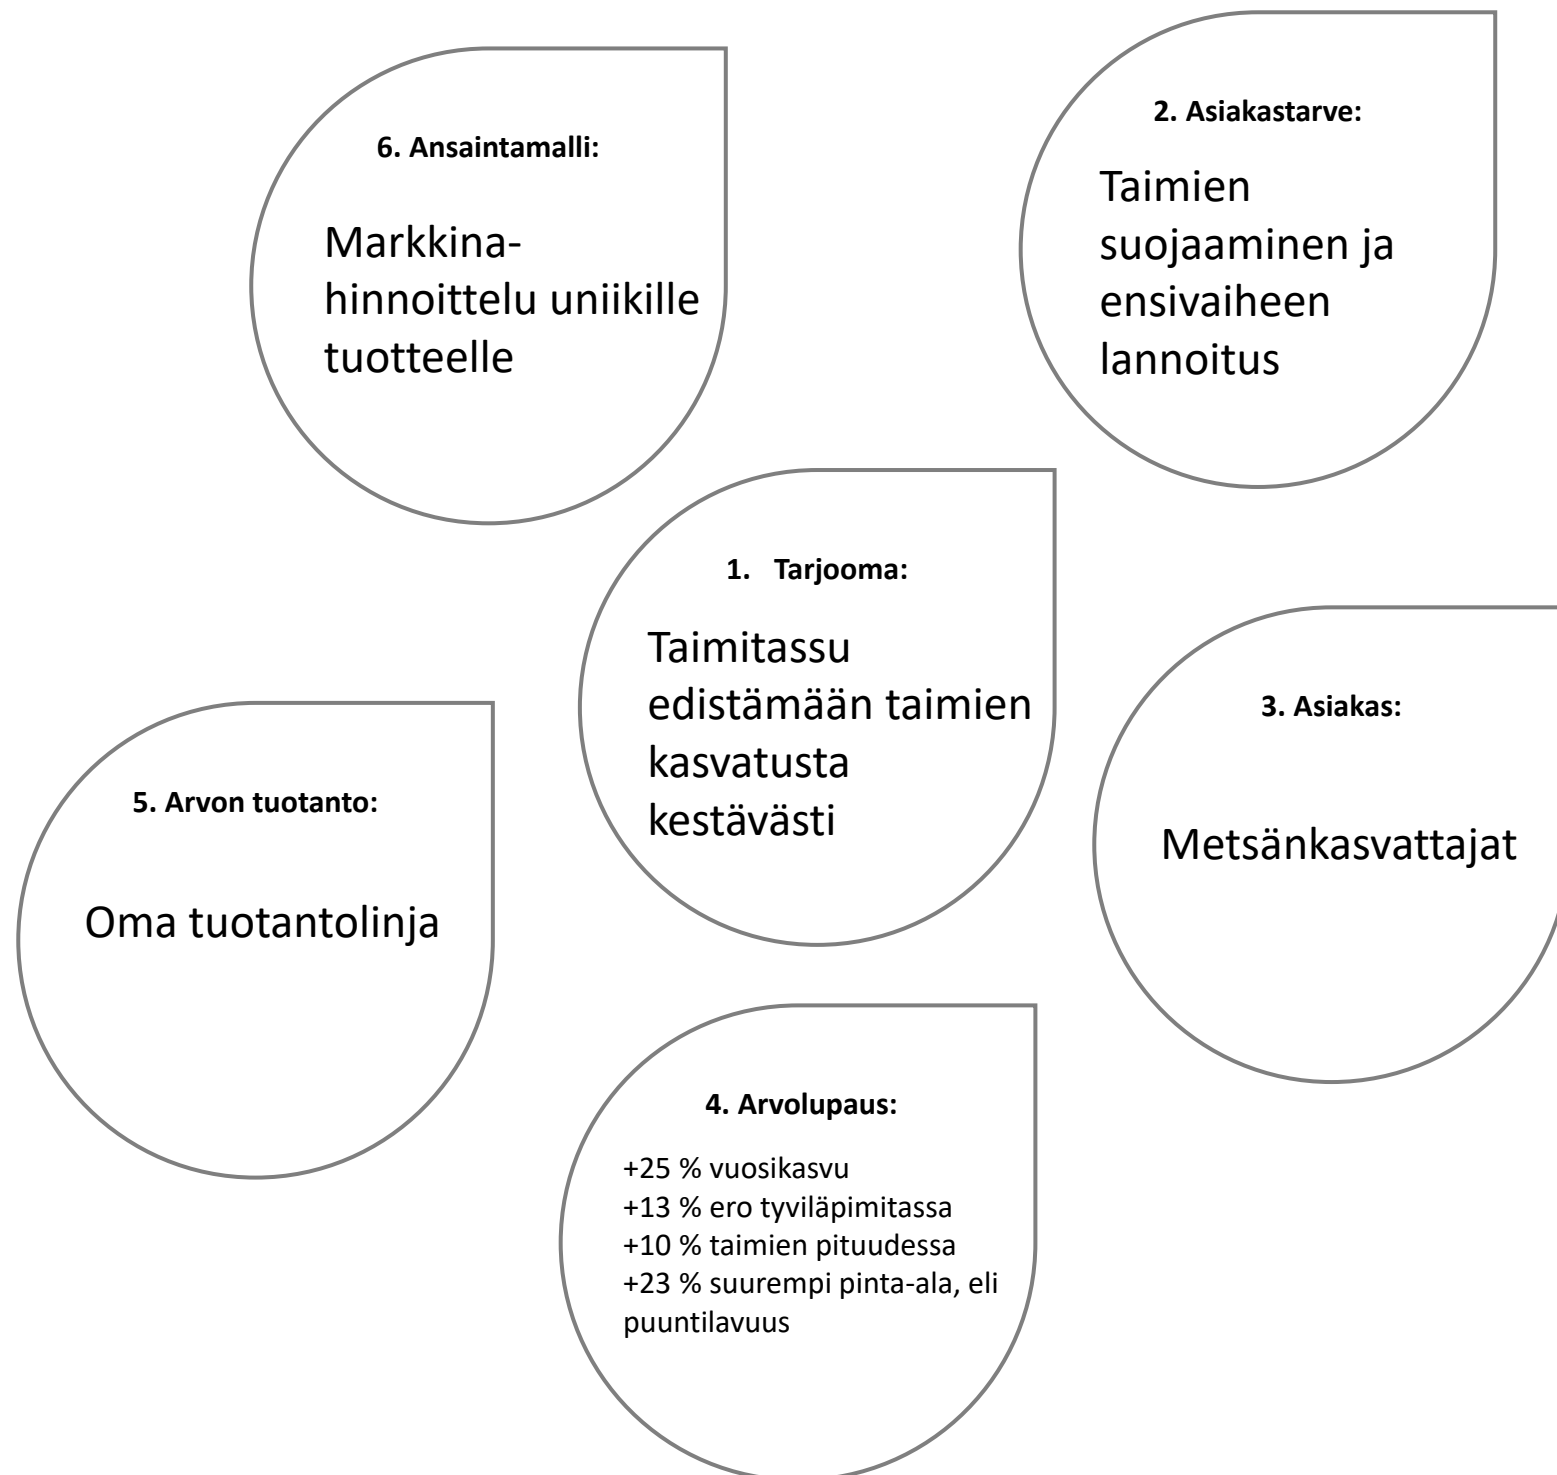 6. Ansaintamalli:
Markkina-
hinnoittelu uniikille
tuotteelle
2. Asiakastarve:
Taimien
suojaaminen ja
ensivaiheen
lannoitus
1. Tarjooma:
Taimitassu
edistämään taimien
kasvatusta
kestävästi
3. Asiakas:
Metsänkasvattajat
5. Arvon tuotanto:
Oma tuotantolinja
4. Arvolupaus:
+25 % vuosikasvu
+13 % ero tyviläpimitassa
+10 % taimien pituudessa
+23 % suurempi pinta-ala, eli
puuntilavuus